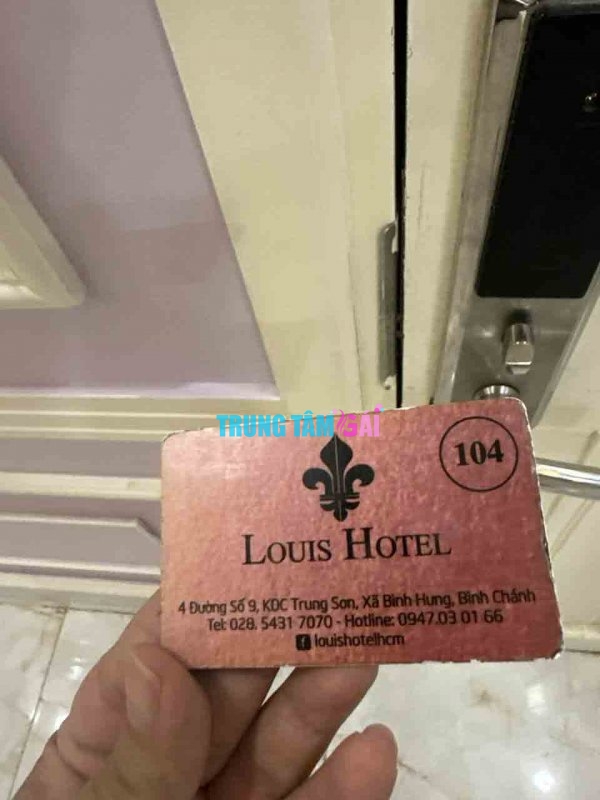 TRUNG TÂM GÁI
104
LOUIS HOTEL
4 Đường Số 9, KDC Trung Sơn, Xã Bình Hưng, Bình Chánh
Tel: 028. 5431 7070 - Hotline: 0947.03 01 66
f louishotelhcm